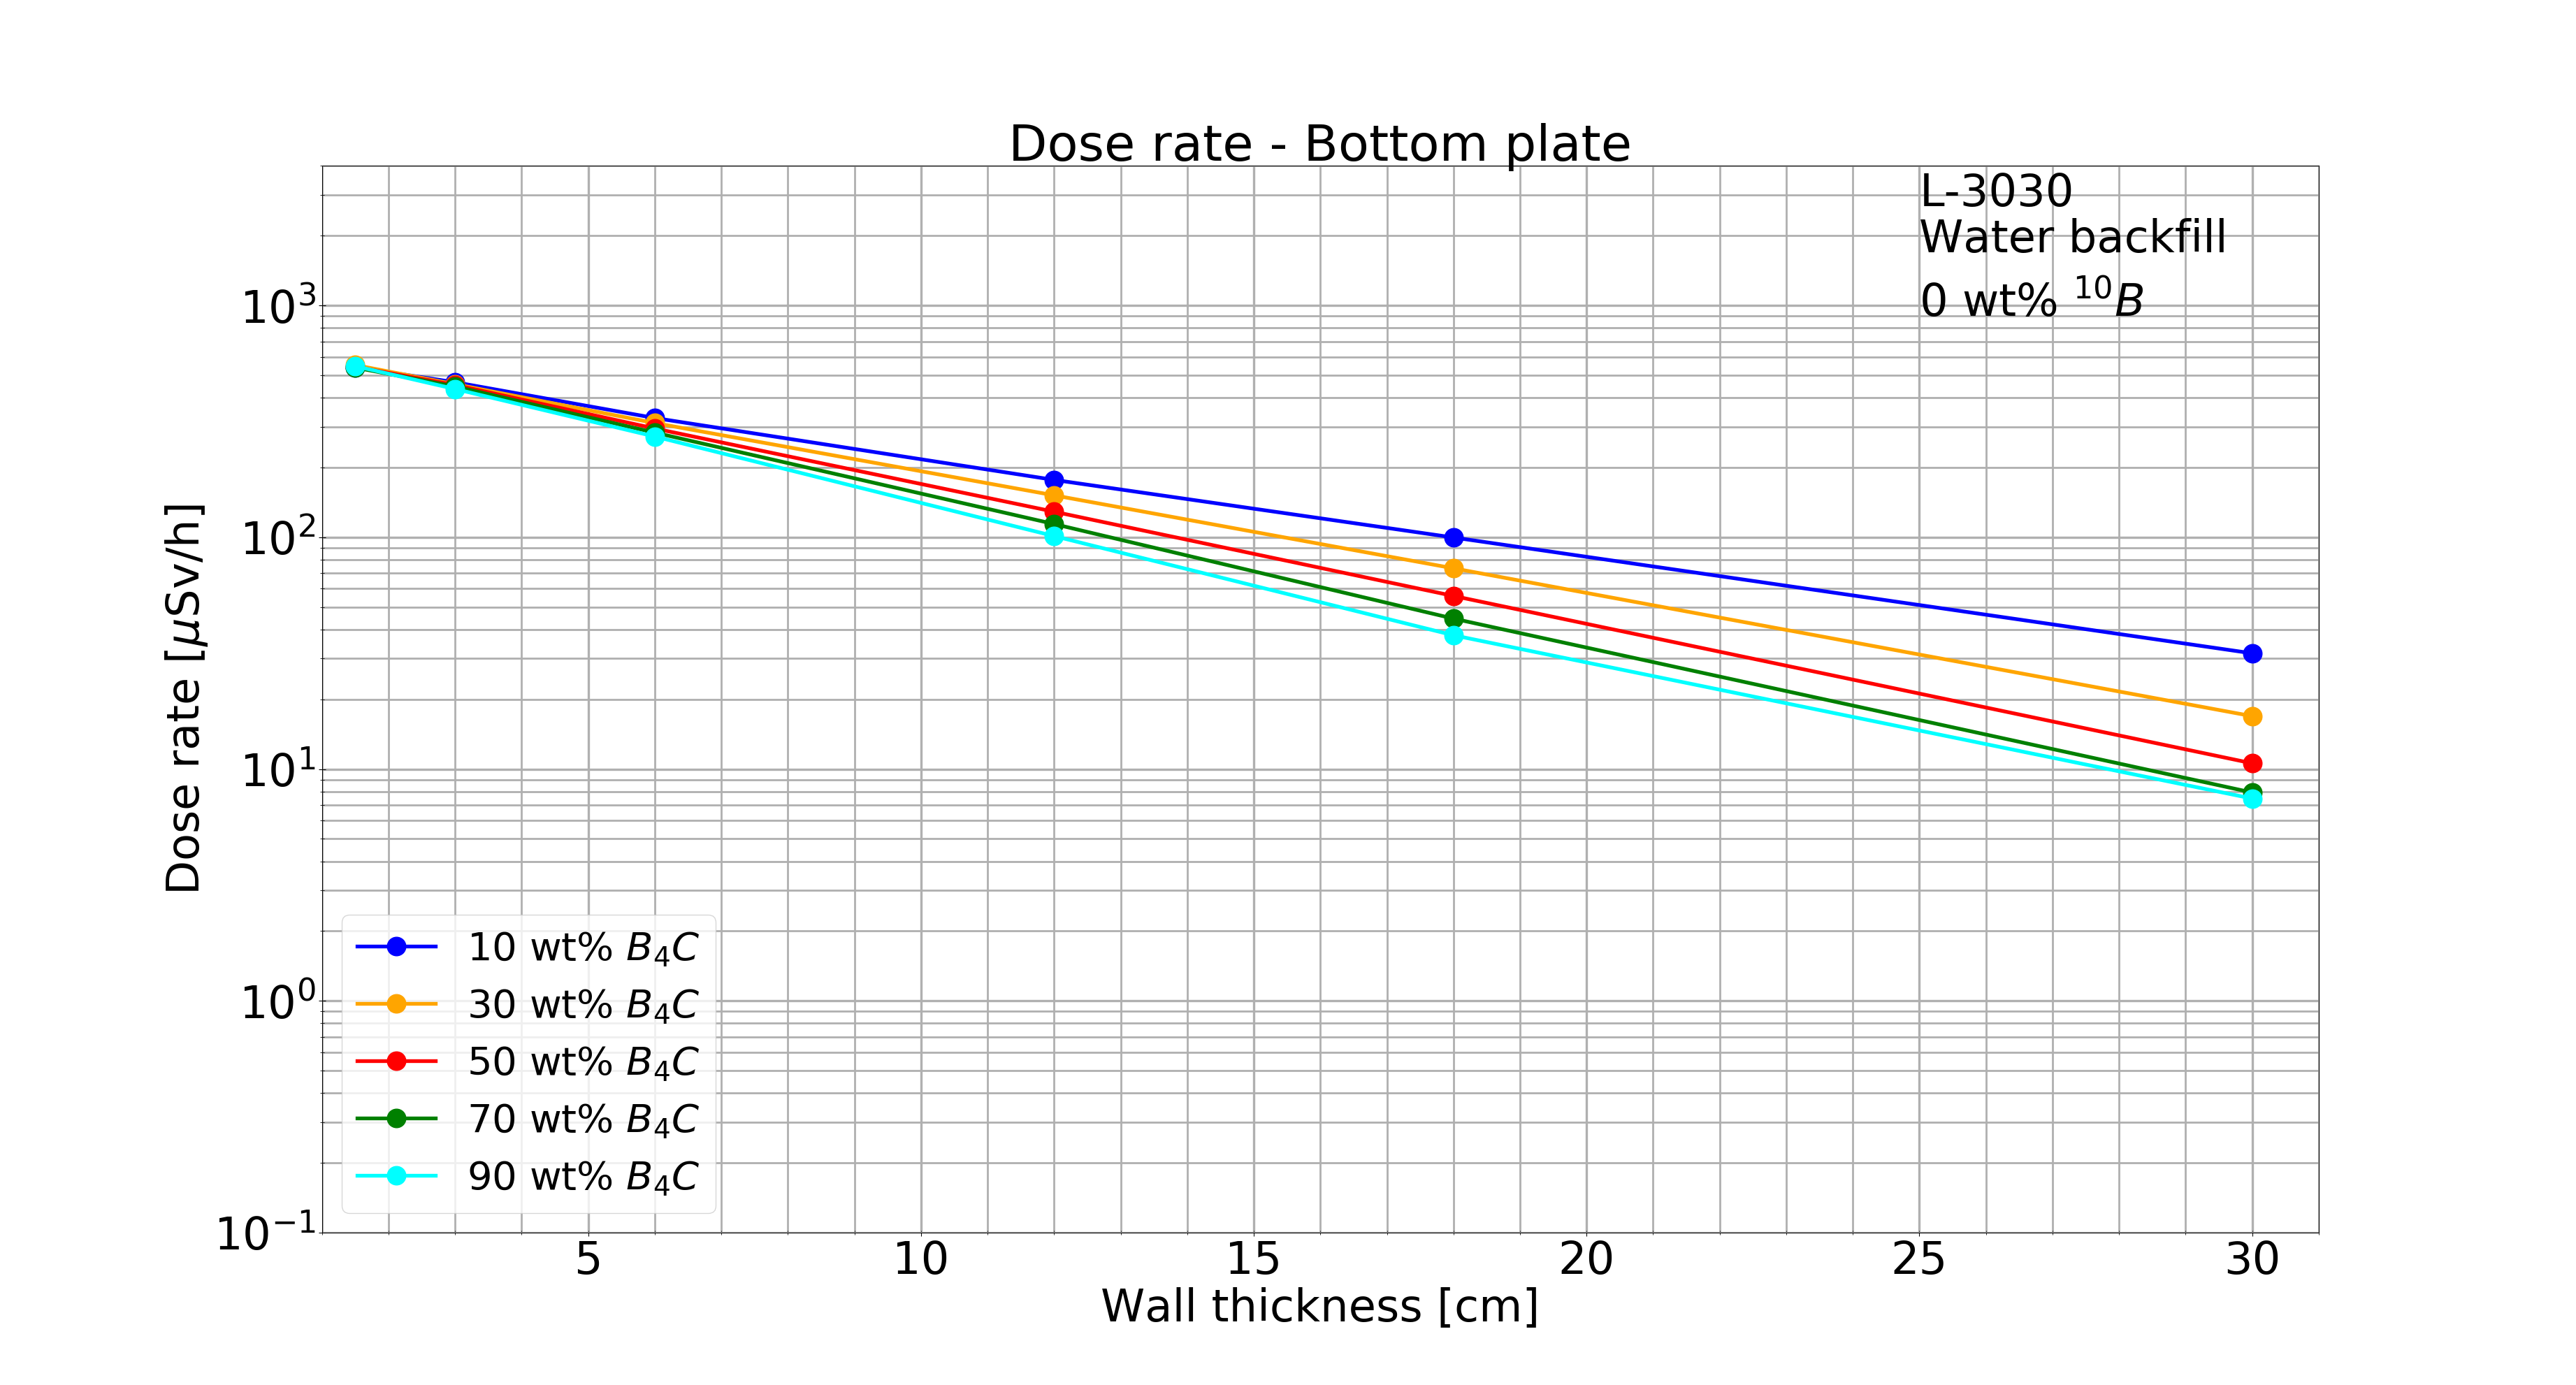 Dose rate - Bottom plate
L-3030
Water backfill
0 wt% ¹⁰B
Dose rate [μSv/h]
10³
10²
10¹
10⁰
10⁻¹
10 wt% B₄C
30 wt% B₄C
50 wt% B₄C
70 wt% B₄C
90 wt% B₄C
5 10 15 20 25 30
Wall thickness [cm]